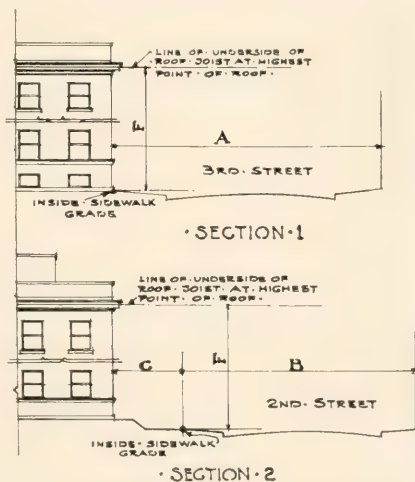 LINE · OF · UNDERSIDE · OF
ROOF · JOIST · AT · HIGHEST
POINT · OF · ROOF ·
F
A
3RD · STREET
INSIDE · SIDEWALK
GRADE
· SECTION · 1
LINE · OF · UNDERSIDE · OF
ROOF · JOIST · AT · HIGHEST
POINT · OF · ROOF ·
C
F
B
2ND · STREET
INSIDE · SIDEWALK
GRADE
· SECTION · 2